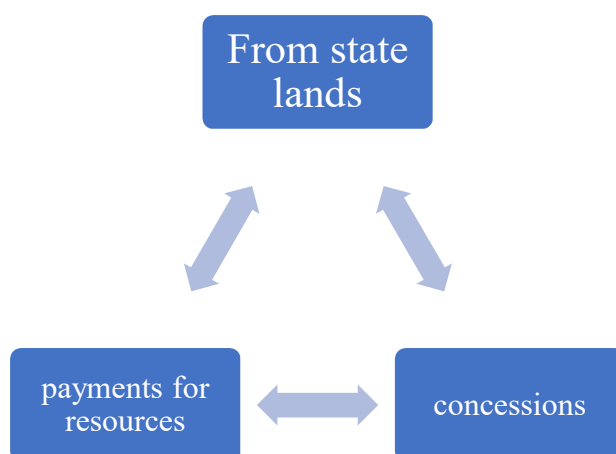 From state
lands
payments for
resources
concessions